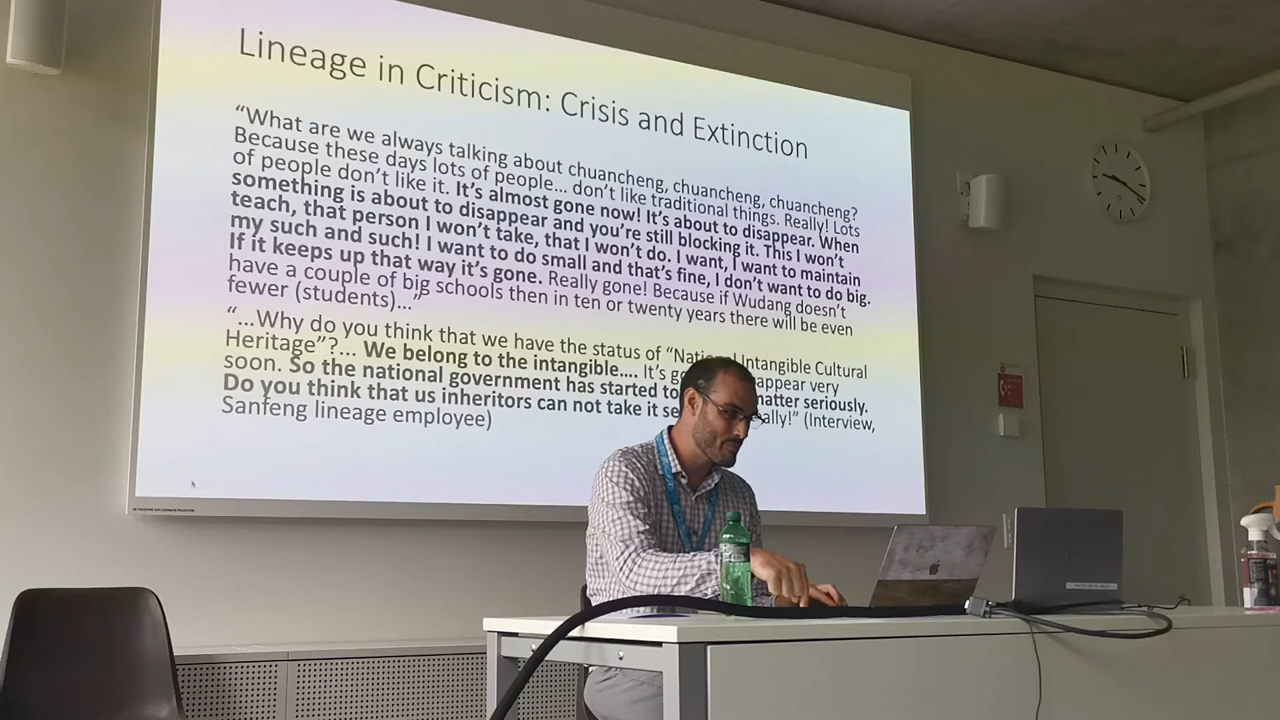 Lineage in Criticism: Crisis and Extinction
“What are we always talking about chuancheng, chuancheng, chuancheng?
Because these days lots of people... don’t like traditional things. Really! Lots
of people don’t like it. It’s almost gone now! It’s about to disappear. When
something is about to disappear and you’re still blocking it. This I won’t
teach, that person I won’t take, that I won’t do. I want, I want to maintain
my such and such! I want to do small and that’s fine, I don’t want to do big.
If it keeps up that way it’s gone. Really gone! Because if Wudang doesn’t
have a couple of big schools then in ten or twenty years there will be even
fewer (students)...”
“...Why do you think that we have the status of “National Intangible Cultural
Heritage”?... We belong to the intangible.... It’s appear very
soon. So the national government has started to matter seriously.
Do you think that us inheritors can not take it ally!” (Interview,
Sanfeng lineage employee)